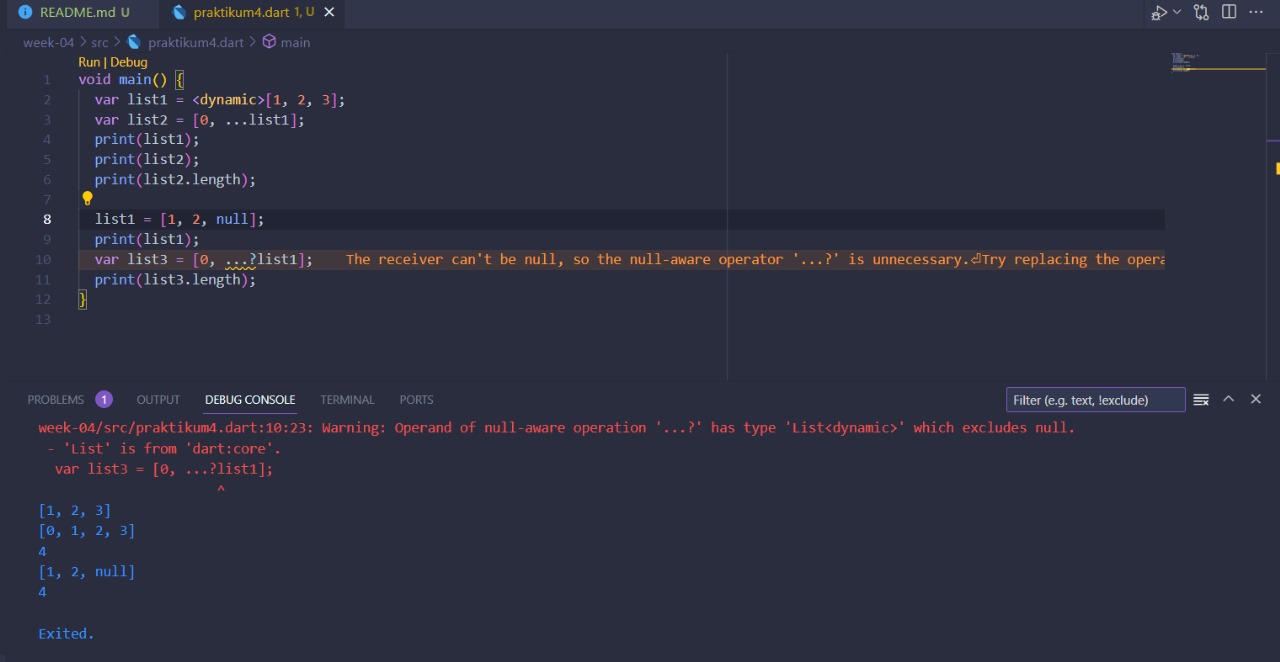 README.md U praktikum4.dart 1, U
week-04 > src > praktikum4.dart > main
Run | Debug
1 void main() {
2 var list1 = <dynamic>[1, 2, 3];
3 var list2 = [0, ...list1];
4 print(list1);
5 print(list2);
6 print(list2.length);
7
8 list1 = [1, 2, null];
9 print(list1);
10 var list3 = [0, ...?list1]; The receiver can't be null, so the null-aware operator '...?' is unnecessary.⏎Try replacing the opera
11 print(list3.length);
12 }
13
PROBLEMS 1 OUTPUT DEBUG CONSOLE TERMINAL PORTS Filter (e.g. text, !exclude)
week-04/src/praktikum4.dart:10:23: Warning: Operand of null-aware operation '...?' has type 'List<dynamic>' which excludes null.
- 'List' is from 'dart:core'.
var list3 = [0, ...?list1];
^
[1, 2, 3]
[0, 1, 2, 3]
4
[1, 2, null]
4
Exited.